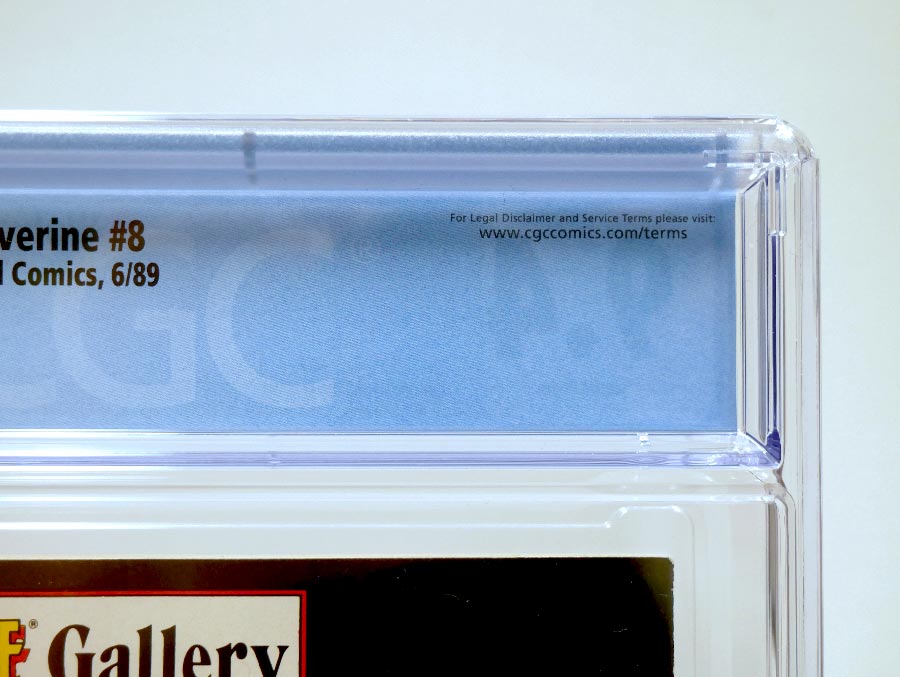 verine #8
l Comics, 6/89
For Legal Disclaimer and Service Terms please visit:
www.cgccomics.com/terms
CGC®
F® Gallery